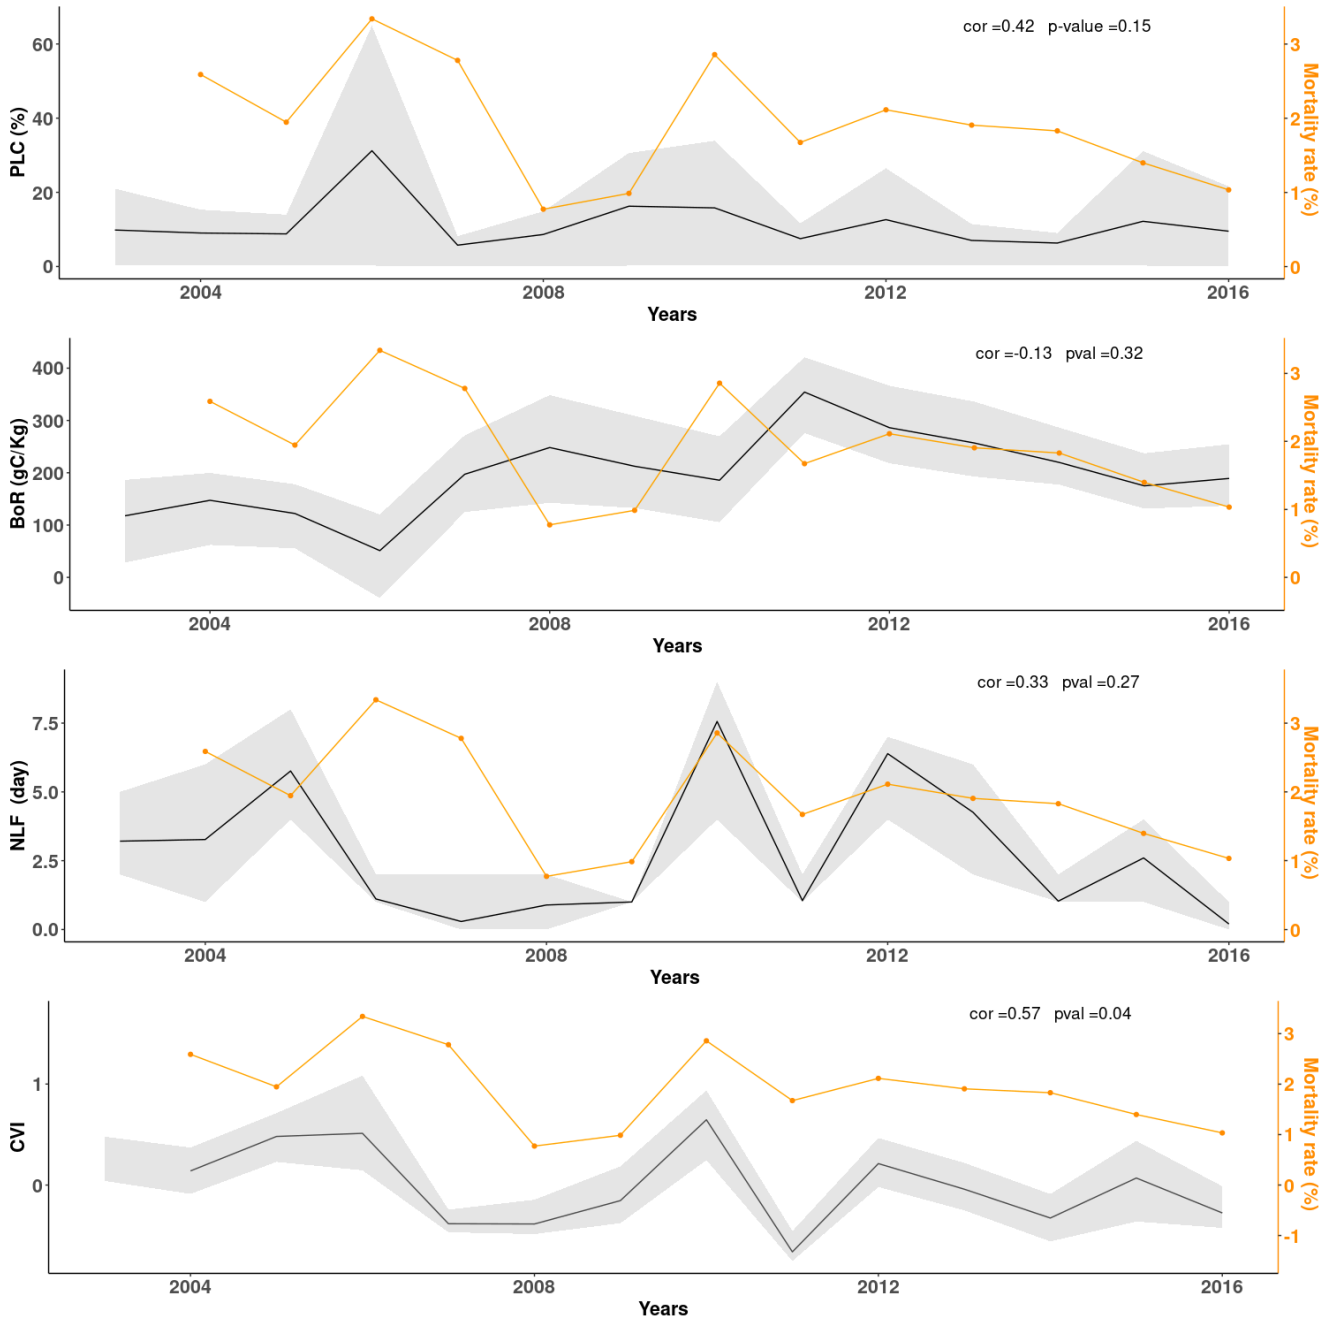 cor =0.42 p-value =0.15
60
40
20
0
PLC (%)
3
2
1
0
Mortality rate (%)
2004 2008 2012 2016
Years
cor =-0.13 pval =0.32
400
300
200
100
0
BoR (gC/Kg)
3
2
1
0
Mortality rate (%)
2004 2008 2012 2016
Years
cor =0.33 pval =0.27
7.5
5.0
2.5
0.0
NLF (day)
3
2
1
0
Mortality rate (%)
2004 2008 2012 2016
Years
cor =0.57 pval =0.04
1
0
CVI
3
2
1
0
-1
Mortality rate (%)
2004 2008 2012 2016
Years